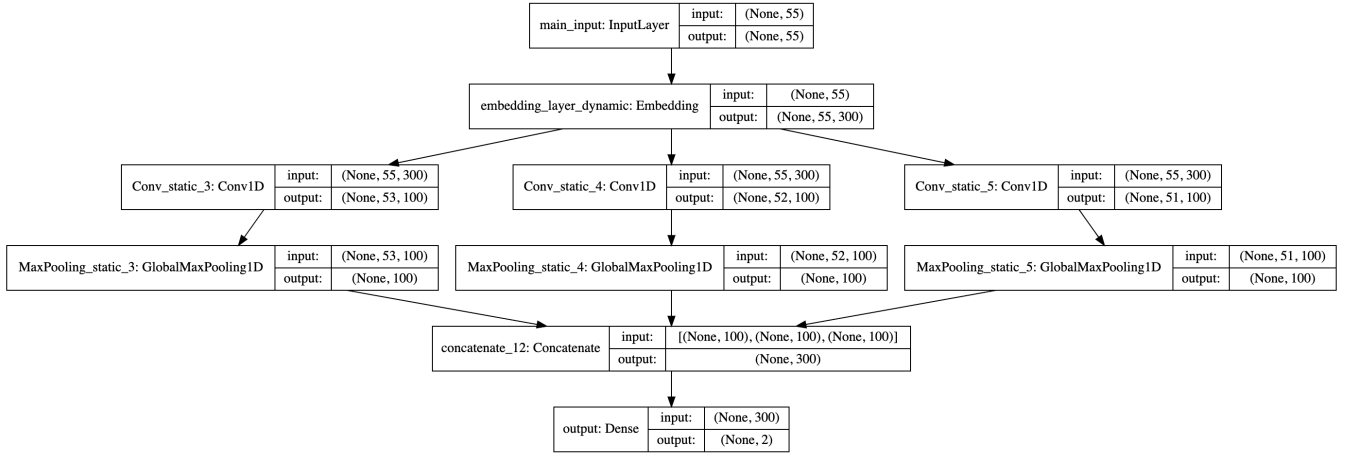 main_input: InputLayer
input: (None, 55)
output: (None, 55)
embedding_layer_dynamic: Embedding
input: (None, 55)
output: (None, 55, 300)
Conv_static_3: Conv1D
input: (None, 55, 300)
output: (None, 53, 100)
Conv_static_4: Conv1D
input: (None, 55, 300)
output: (None, 52, 100)
Conv_static_5: Conv1D
input: (None, 55, 300)
output: (None, 51, 100)
MaxPooling_static_3: GlobalMaxPooling1D
input: (None, 53, 100)
output: (None, 100)
MaxPooling_static_4: GlobalMaxPooling1D
input: (None, 52, 100)
output: (None, 100)
MaxPooling_static_5: GlobalMaxPooling1D
input: (None, 51, 100)
output: (None, 100)
concatenate_12: Concatenate
input: [(None, 100), (None, 100), (None, 100)]
output: (None, 300)
output: Dense
input: (None, 300)
output: (None, 2)